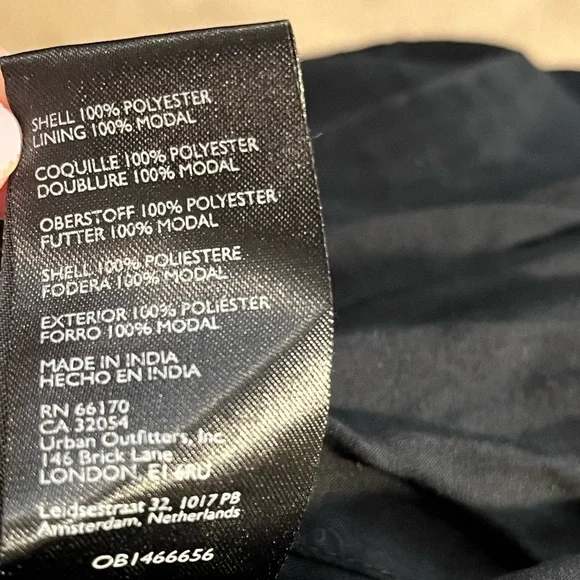 SHELL 100% POLYESTER
LINING 100% MODAL
COQUILLE 100% POLYESTER
DOUBLURE 100% MODAL
OBERSTOFF 100% POLYESTER
FUTTER 100% MODAL
SHELL 100% POLIESTERE
FODERA 100% MODAL
EXTERIOR 100% POLIÉSTER
FORRO 100% MODAL
MADE IN INDIA
HECHO EN INDIA
RN 66170
CA 32054
Urban Outfitters, Inc
146 Brick Lane
LONDON, E1 6RU
Leidsestraat 32, 1017 PB
Amsterdam, Netherlands
OB1466656